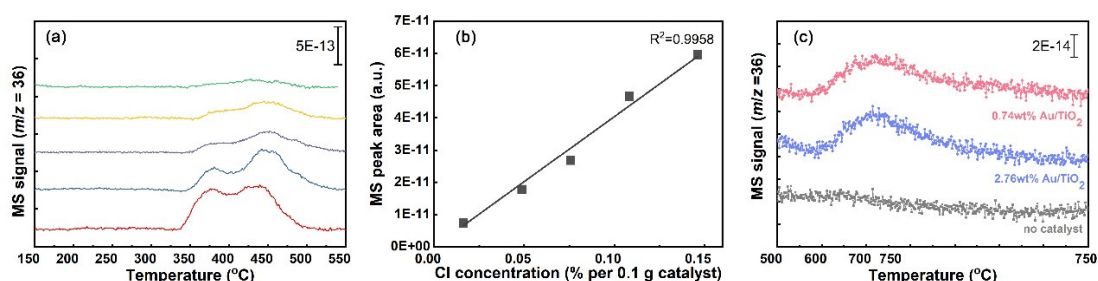 (a)
5E-13
MS signal (m/z = 36)
150 200 250 300 350 400 450 500 550
Temperature (°C)
(b)
R²=0.9958
7E-11
6E-11
5E-11
4E-11
3E-11
2E-11
1E-11
0E+00
MS peak area (a.u.)
0.00 0.05 0.10 0.15
Cl concentration (% per 0.1 g catalyst)
(c)
2E-14
0.74wt% Au/TiO₂
2.76wt% Au/TiO₂
no catalyst
MS signal (m/z =36)
500 600 700 750 750
Temperature (°C)